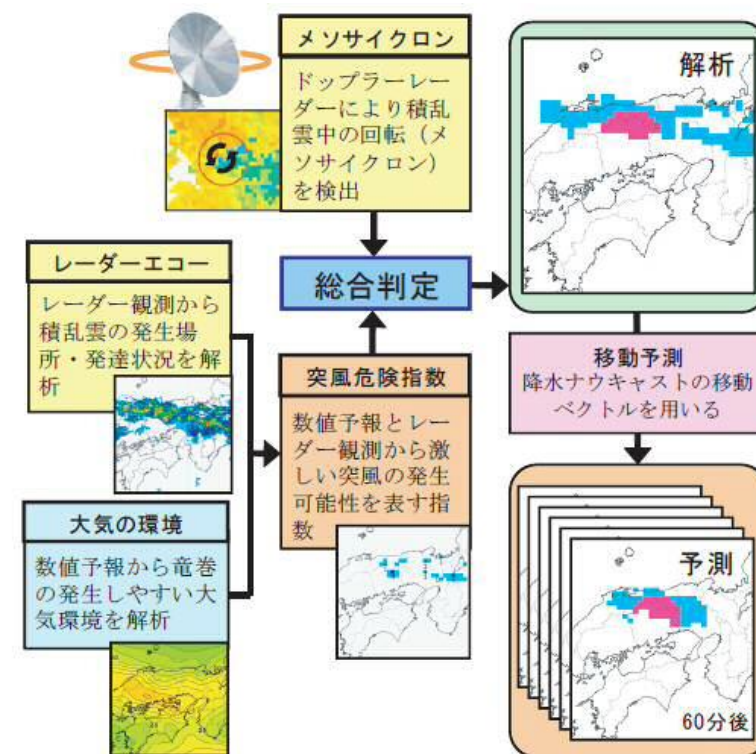 メソサイクロン
ドップラーレー
ダーにより積乱
雲中の回転（メ
ソサイクロン）
を検出
レーダーエコー
レーダー観測から
積乱雲の発生場
所・発達状況を解
析
大気の環境
数値予報から竜巻
の発生しやすい大
気環境を解析
総合判定
突風危険指数
数値予報とレー
ダー観測から激
しい突風の発生
可能性を表す指
数
解析
移動予測
降水ナウキャストの移動
ベクトルを用いる
予測
60分後